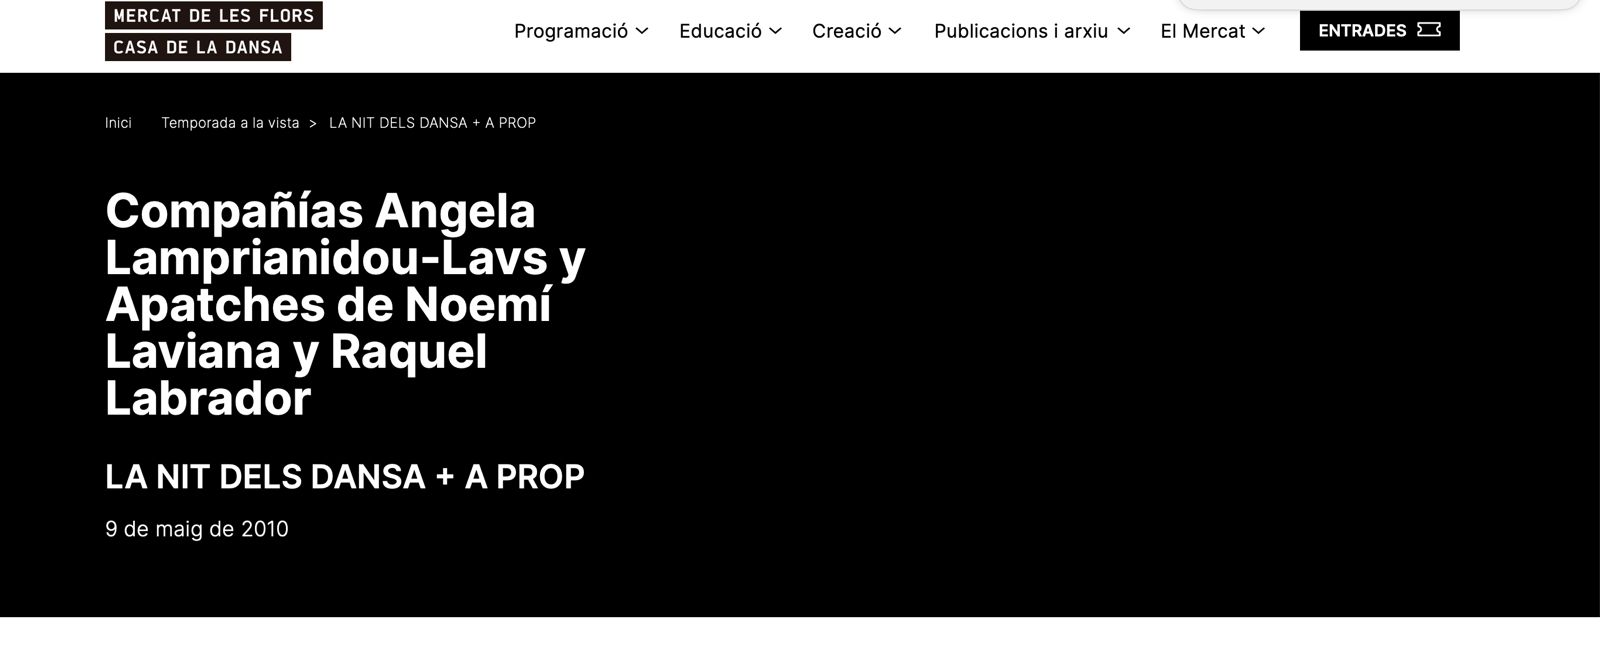 MERCAT DE LES FLORS
CASA DE LA DANSA
Programació Educació Creació Publicacions i arxiu El Mercat ENTRADES
Inici Temporada a la vista > LA NIT DELS DANSA + A PROP
Compañías Angela
Lamprianidou-Lavs y
Apatches de Noemí
Laviana y Raquel
Labrador
LA NIT DELS DANSA + A PROP
9 de maig de 2010